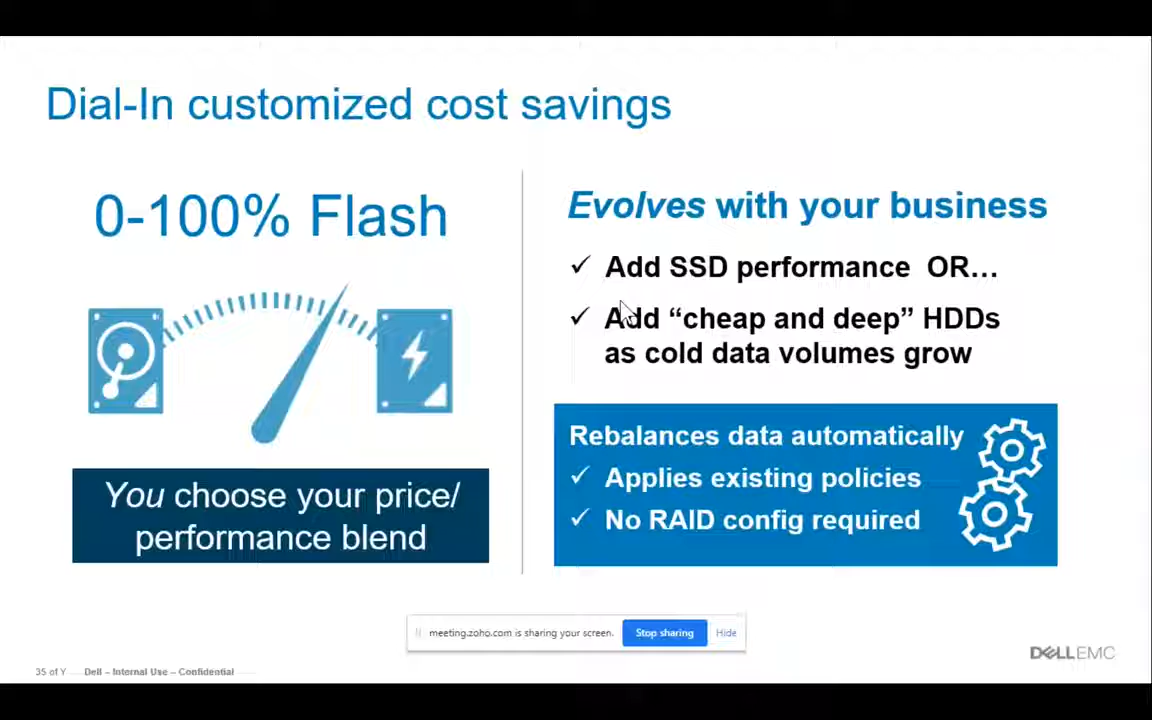 Dial-In customized cost savings
0-100% Flash
You choose your price/
performance blend
Evolves with your business
✓ Add SSD performance OR…
✓ Add “cheap and deep” HDDs
as cold data volumes grow
Rebalances data automatically
✓ Applies existing policies
✓ No RAID config required
meeting.zoho.com is sharing your screen. Stop sharing Hide
35 of Y Dell – Internal Use – Confidential
DELLEMC